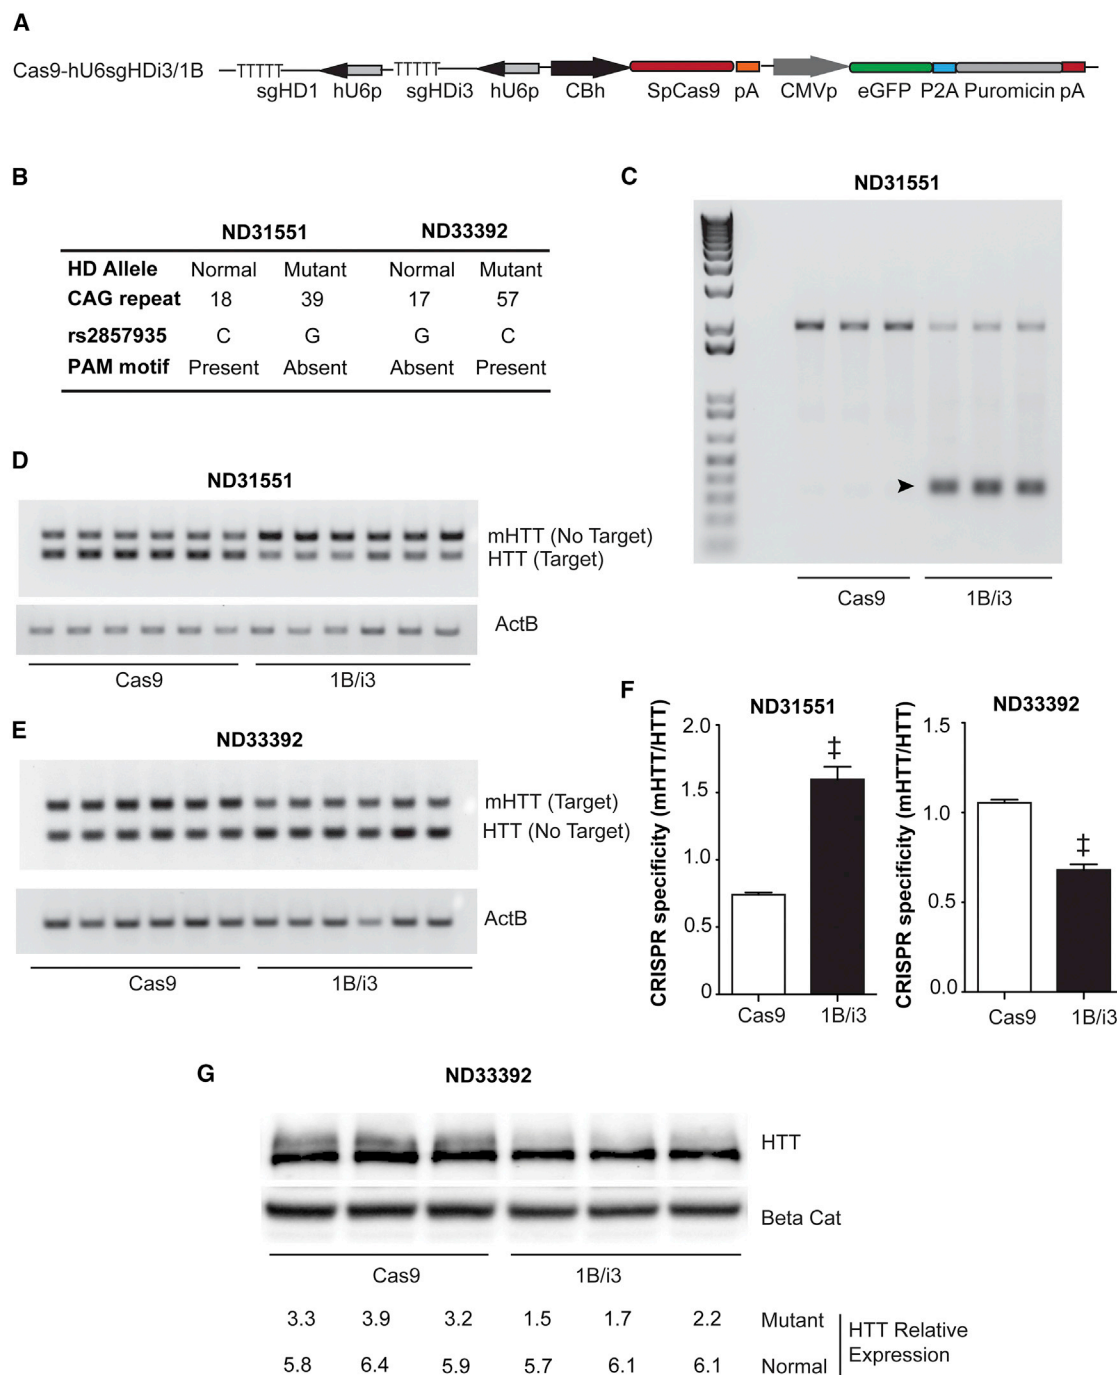 A
Cas9-hU6sgHDi3/1B
TTTTT TTTTT
sgHD1 hU6p sgHDi3 hU6p CBh SpCas9 pA CMVp eGFP P2A Puromicin pA
B
ND31551 ND33392
HD Allele Normal Mutant Normal Mutant
CAG repeat 18 39 17 57
rs2857935 C G G C
PAM motif Present Absent Absent Present
C
ND31551
Cas9 1B/i3
D
ND31551
mHTT (No Target)
HTT (Target)
ActB
Cas9 1B/i3
E
ND33392
mHTT (Target)
HTT (No Target)
ActB
Cas9 1B/i3
F
ND31551
CRISPR specificity (mHTT/HTT)
2.0
1.5
1.0
0.5
0
‡
Cas9 1B/i3
ND33392
CRISPR specificity (mHTT/HTT)
1.5
1.0
0.5
0.0
‡
Cas9 1B/i3
G
ND33392
HTT
Beta Cat
Cas9 1B/i3
3.3 3.9 3.2 1.5 1.7 2.2 Mutant
5.8 6.4 5.9 5.7 6.1 6.1 Normal
HTT Relative
Expression